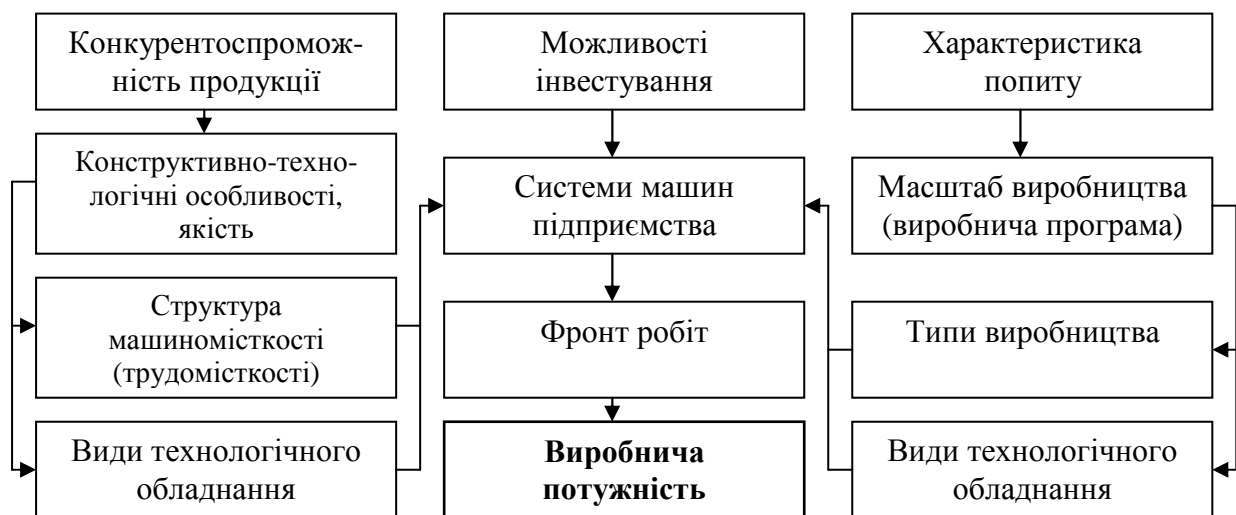 Конкурентоспромож-
ність продукції
Можливості
інвестування
Характеристика
попиту
Конструктивно-техно-
логічні особливості,
якість
Системи машин
підприємства
Масштаб виробництва
(виробнича програма)
Структура
машиномісткості
(трудомісткості)
Фронт робіт
Типи виробництва
Види технологічного
обладнання
Виробнича
потужність
Види технологічного
обладнання